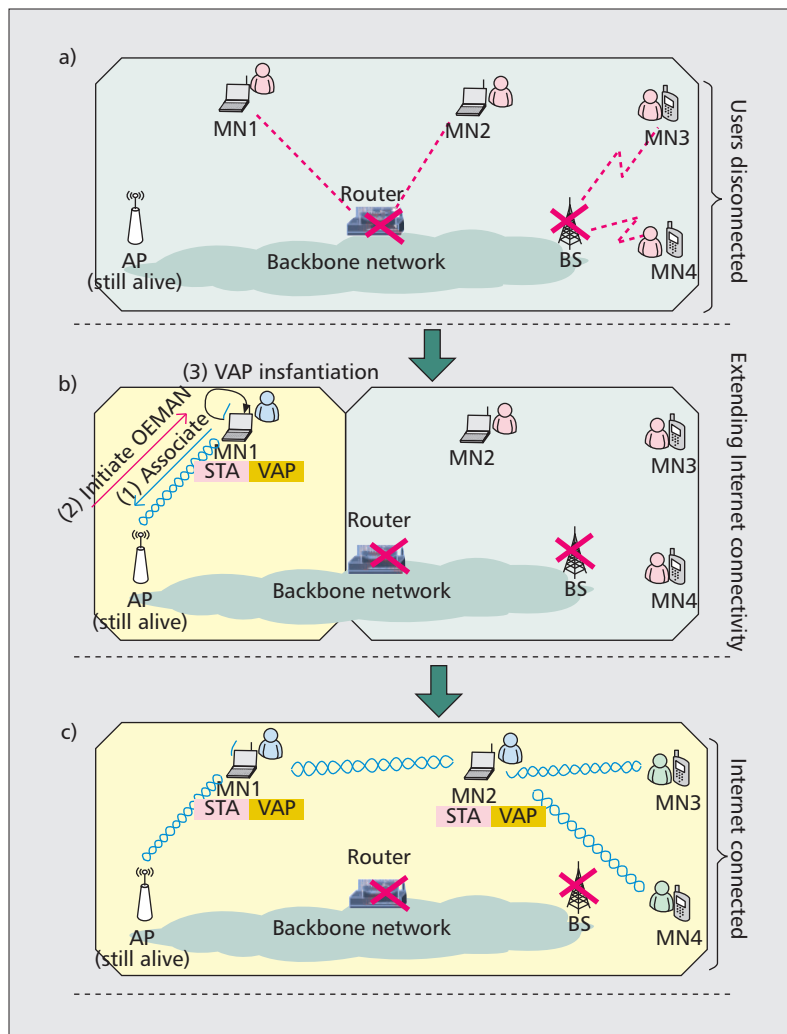 a)
MN1
MN2
MN3
Router
AP
(still alive)
Backbone network
BS
MN4
Users disconnected
b)
(3) VAP insfantiation
(2) Initiate OEMAN
(1) Associate
MN1
STA VAP
MN2
MN3
Router
AP
(still alive)
Backbone network
BS
MN4
Extending Internet connectivity
c)
MN1
STA VAP
MN2
STA VAP
MN3
Router
AP
(still alive)
Backbone network
BS
MN4
Internet connected